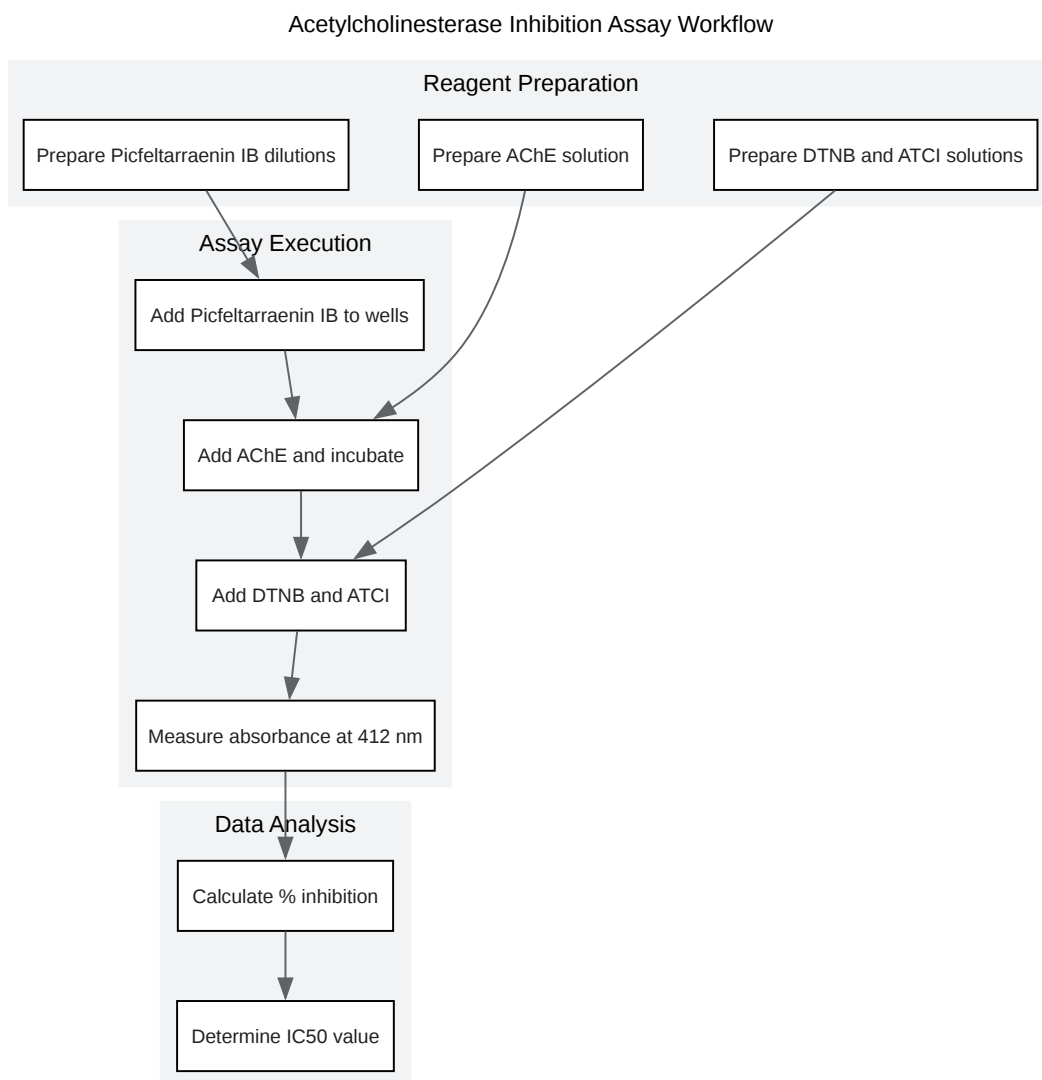 Acetylcholinesterase Inhibition Assay Workflow
Reagent Preparation
Prepare Picfeltarraenin IB dilutions
Prepare AChE solution
Prepare DTNB and ATCI solutions
Assay Execution
Add Picfeltarraenin IB to wells
Add AChE and incubate
Add DTNB and ATCI
Measure absorbance at 412 nm
Data Analysis
Calculate % inhibition
Determine IC50 value